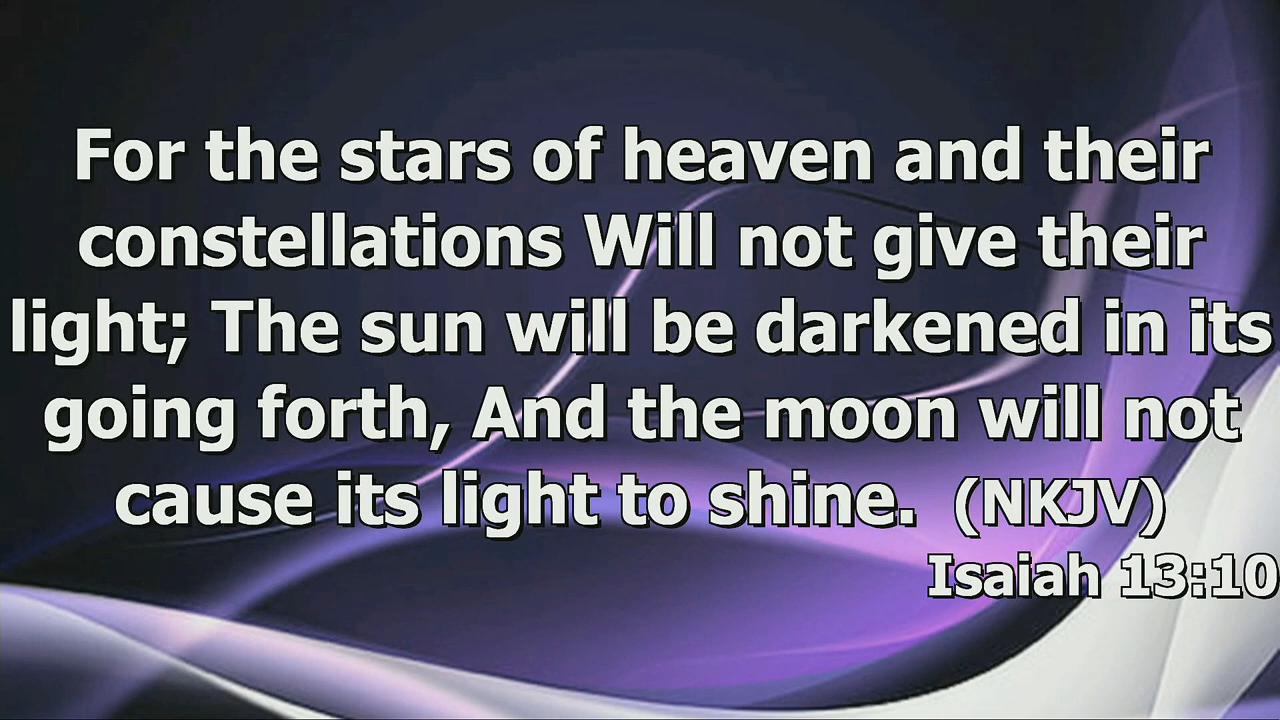 For the stars of heaven and their
constellations Will not give their
light; The sun will be darkened in its
going forth, And the moon will not
cause its light to shine.  (NKJV)
Isaiah 13:10